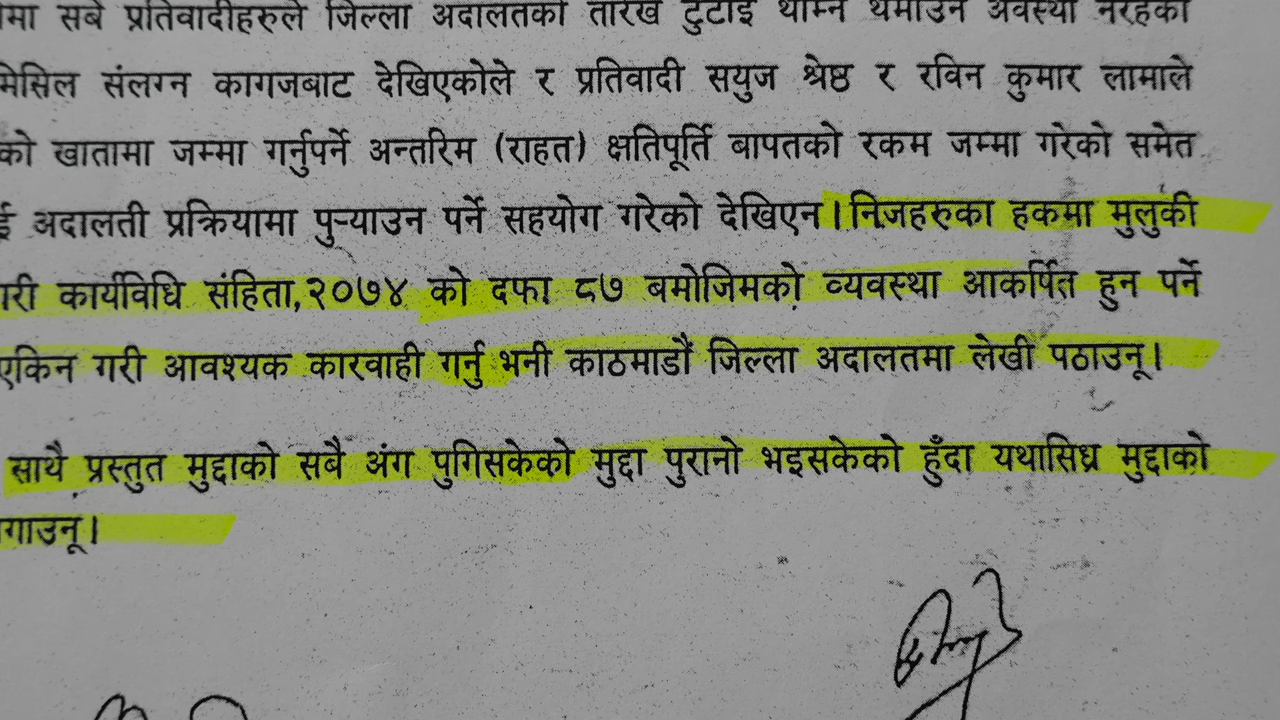 मा सबै प्रतिवादीहरुले जिल्ला अदालतको तारेख टुटाइ थाम्न थमाउन अवस्था नरहेको
मिसिल संलग्न कागजबाट देखिएकोले र प्रतिवादी सयुज श्रेष्ठ र रविन कुमार लामाले
को खातामा जम्मा गर्नुपर्ने अन्तरिम (राहत) क्षतिपूर्ति बापतको रकम जम्मा गरेको समेत
ई अदालती प्रक्रियामा पुऱ्याउन पर्ने सहयोग गरेको देखिएन। निजहरुका हकमा मुलुकी
कार्यविधि संहिता,२०७४ को दफा ८७ बमोजिमको व्यवस्था आकर्पित हुन पर्ने
एकिन गरी आवश्यक कारवाही गर्नु भनी काठमाडौं जिल्ला अदालतमा लेखी पठाउनू।
साथै प्रस्तुत मुद्दाको सबै अंग पुगिसकेको मुद्दा पुरानो भइसकेको हुँदा यथासिध्र मुद्दाको
गाउनू।